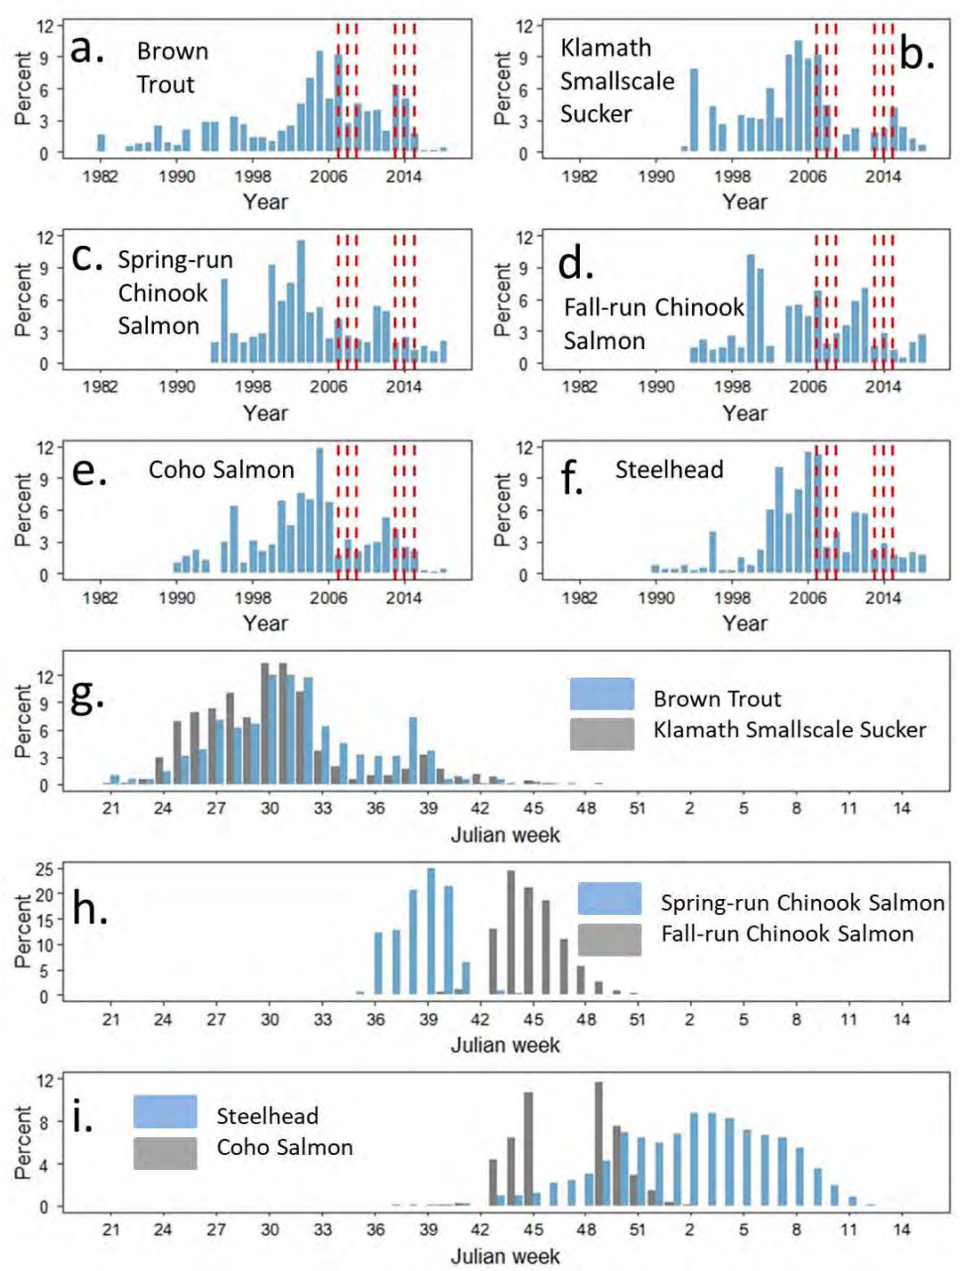 a. Brown
Trout
Percent
12
9
6
3
0
1982 1990 1998 2006 2014
Year
Klamath b.
Smallscale
Sucker
Percent
12
9
6
3
0
1982 1990 1998 2006 2014
Year
c. Spring-run
Chinook
Salmon
Percent
12
9
6
3
0
1982 1990 1998 2006 2014
Year
d.
Fall-run Chinook
Salmon
Percent
12
9
6
3
0
1982 1990 1998 2006 2014
Year
e. Coho Salmon
Percent
12
9
6
3
0
1982 1990 1998 2006 2014
Year
f. Steelhead
Percent
12
9
6
3
0
1982 1990 1998 2006 2014
Year
g.
Brown Trout
Klamath Smallscale Sucker
Percent
12
9
6
3
0
21 24 27 30 33 36 39 42 45 48 51 2 5 8 11 14
Julian week
h.
Spring-run Chinook Salmon
Fall-run Chinook Salmon
Percent
25
20
15
10
5
0
21 24 27 30 33 36 39 42 45 48 51 2 5 8 11 14
Julian week
i.
Steelhead
Coho Salmon
Percent
12
8
4
0
21 24 27 30 33 36 39 42 45 48 51 2 5 8 11 14
Julian week